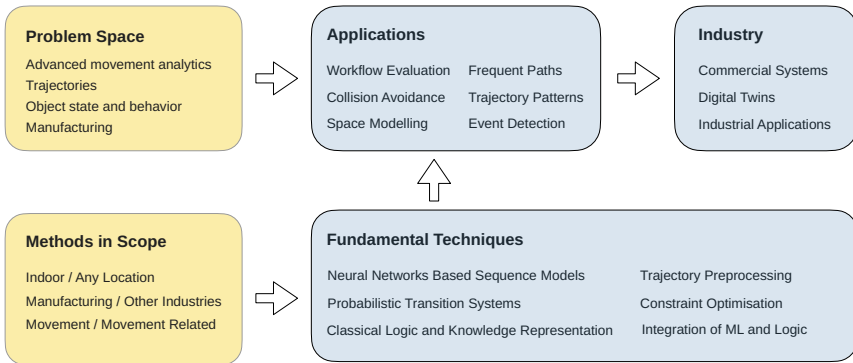 Problem Space
Advanced movement analytics
Trajectories
Object state and behavior
Manufacturing
Applications
Workflow Evaluation
Collision Avoidance
Space Modelling
Frequent Paths
Trajectory Patterns
Event Detection
Industry
Commercial Systems
Digital Twins
Industrial Applications
Methods in Scope
Indoor / Any Location
Manufacturing / Other Industries
Movement / Movement Related
Fundamental Techniques
Neural Networks Based Sequence Models
Probabilistic Transition Systems
Classical Logic and Knowledge Representation
Trajectory Preprocessing
Constraint Optimisation
Integration of ML and Logic